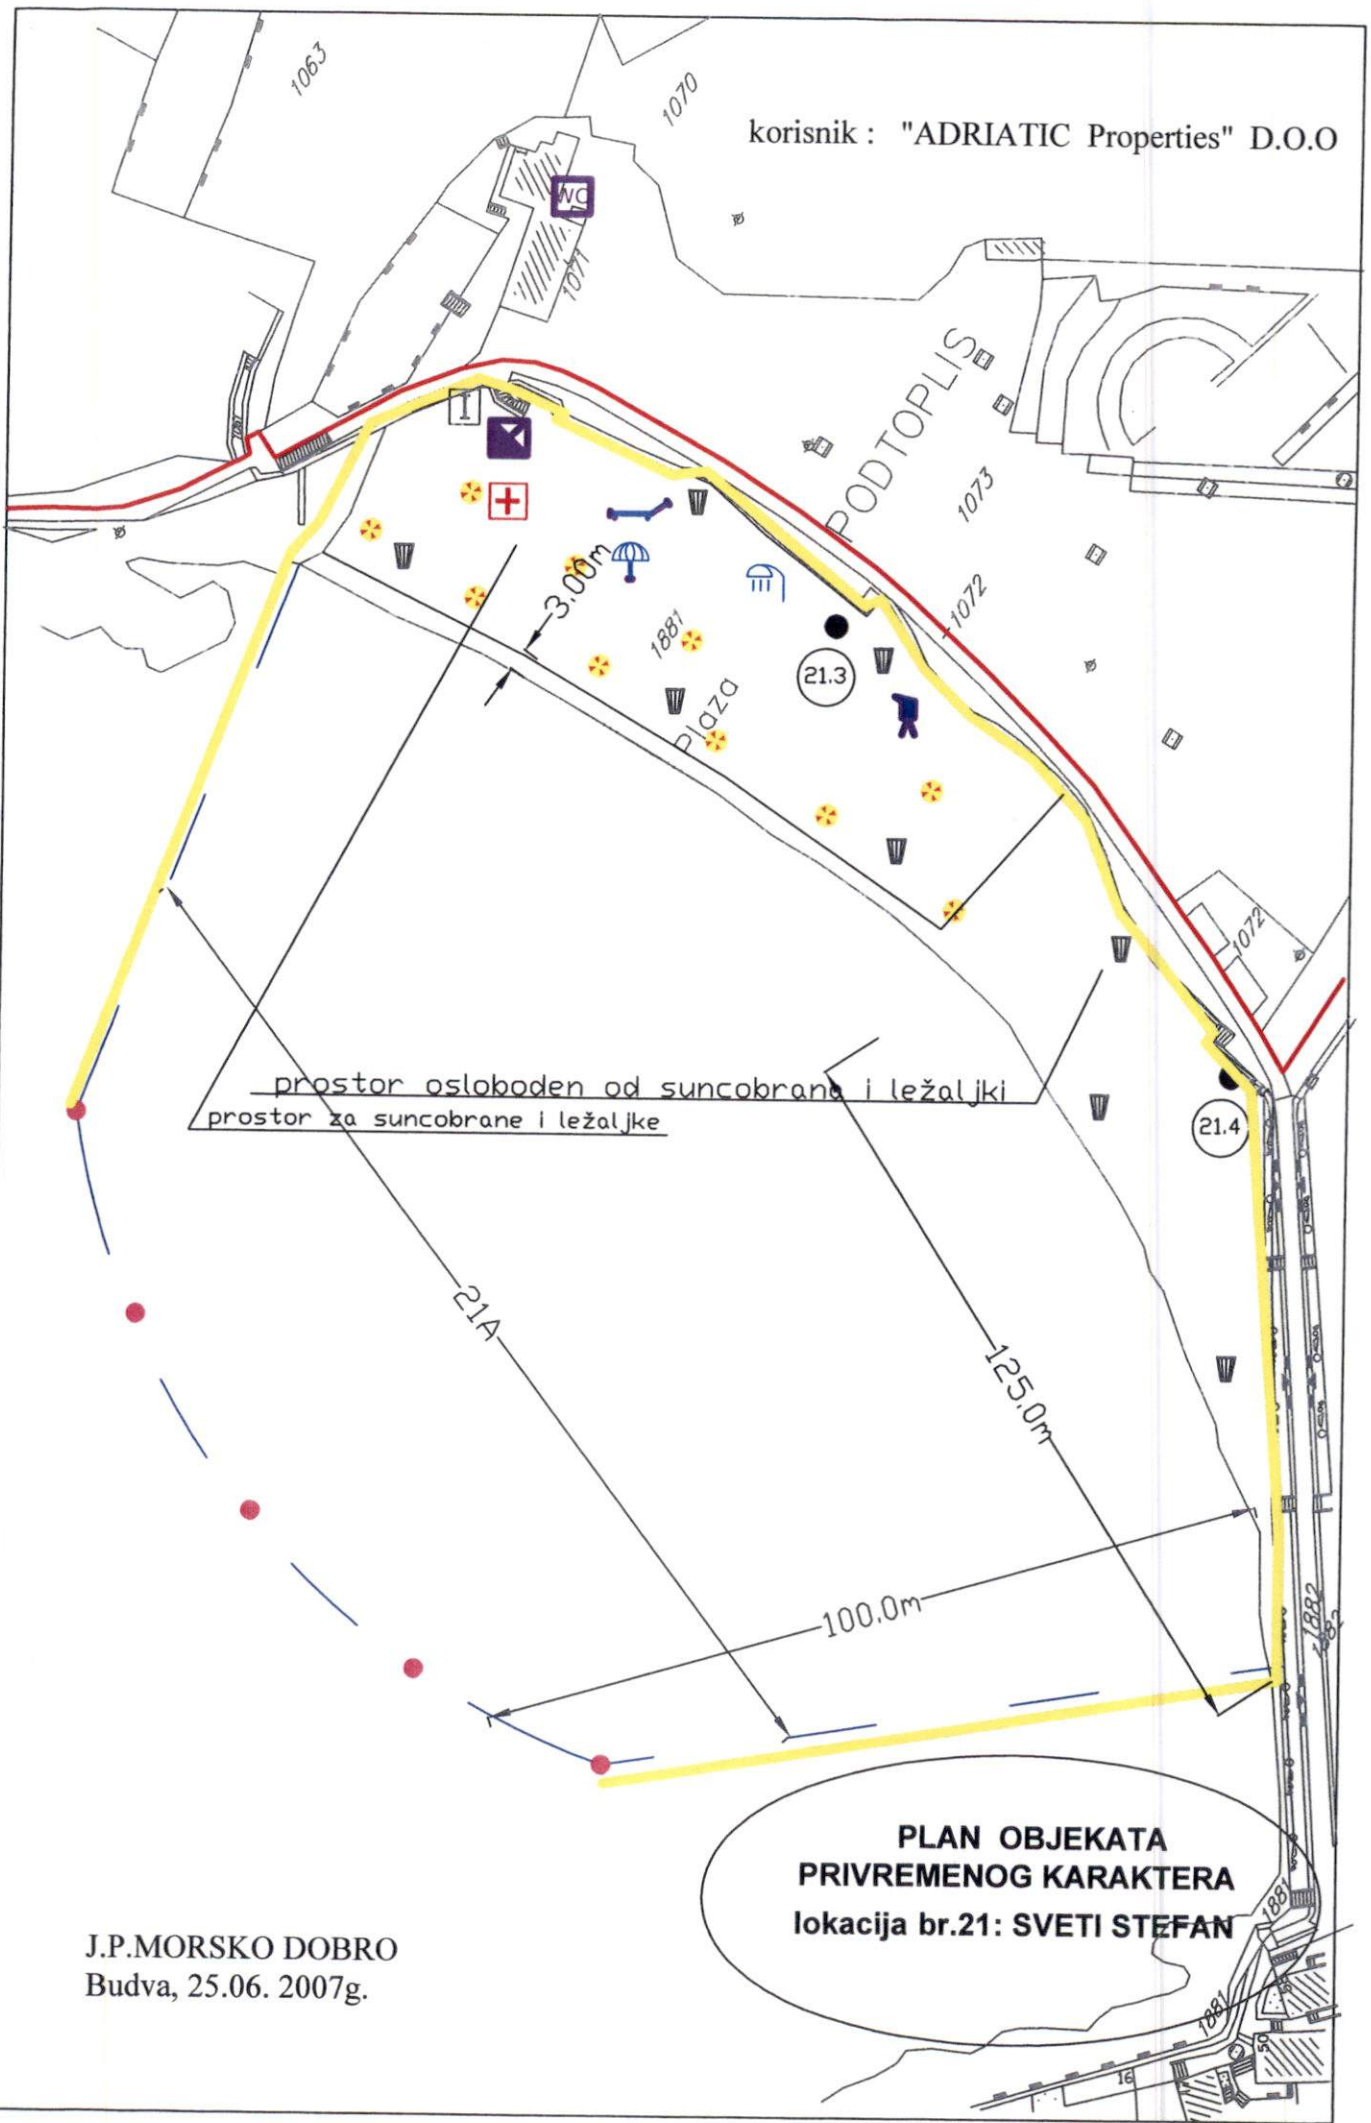 1063
1070
korisnik : "ADRIATIC Properties" D.O.O
WC
1071
PODTOPLIS
I
1073
3.00m
1072
1881
21.3
Plaza
1072
prostor osloboden od suncobrana i ležaljki
prostor za suncobrane i ležaljke
21.4
21A
125.0m
100.0m
1882
1882
PLAN OBJEKATA
PRIVREMENOG KARAKTERA
lokacija br.21: SVETI STEFAN
1881
J.P.MORSKO DOBRO
Budva, 25.06. 2007g.
1881
50
16